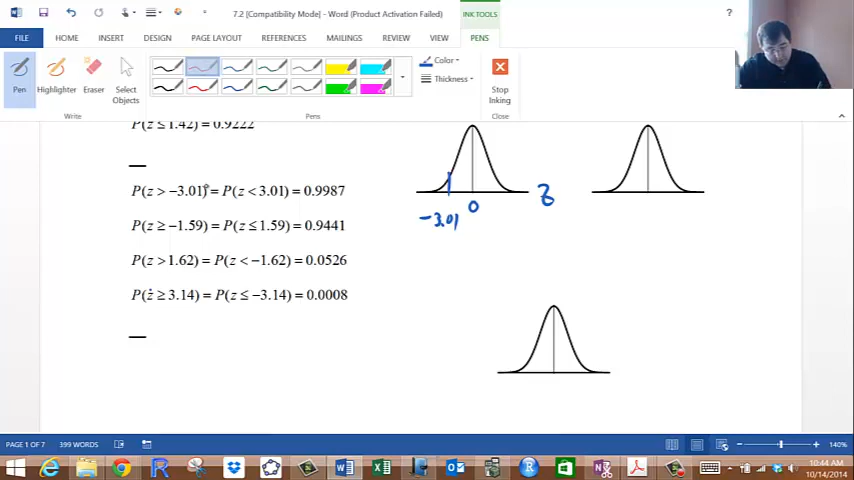 7.2 [Compatibility Mode] - Word (Product Activation Failed)
INK TOOLS
?
FILE HOME INSERT DESIGN PAGE LAYOUT REFERENCES MAILINGS REVIEW VIEW PENS
Pen
Highlighter
Eraser
Select Objects
Color
Thickness
Stop Inking
Write
Pens
Close
P(z ≤ 1.42) = 0.9222
P(z > −3.01) = P(z < 3.01) = 0.9987
P(z ≥ −1.59) = P(z ≤ 1.59) = 0.9441
P(z > 1.62) = P(z < −1.62) = 0.0526
P(z ≥ 3.14) = P(z ≤ −3.14) = 0.0008
z
0
−3.01
PAGE 1 OF 7 399 WORDS
140%
10:44 AM
10/14/2014